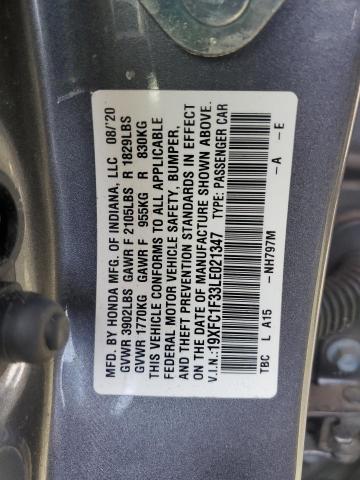 MFD. BY HONDA MFG. OF INDIANA, LLC 08/'20
GVWR 3902LBS GAWR F 2105LBS R 1829LBS
GVWR 1770KG GAWR F 955KG R 830KG
THIS VEHICLE CONFORMS TO ALL APPLICABLE
FEDERAL MOTOR VEHICLE SAFETY, BUMPER,
AND THEFT PREVENTION STANDARDS IN EFFECT
ON THE DATE OF MANUFACTURE SHOWN ABOVE.
V.I.N.:19XFC1F33LE021347 TYPE: PASSENGER CAR
TBC L A15 -NH797M -A -E